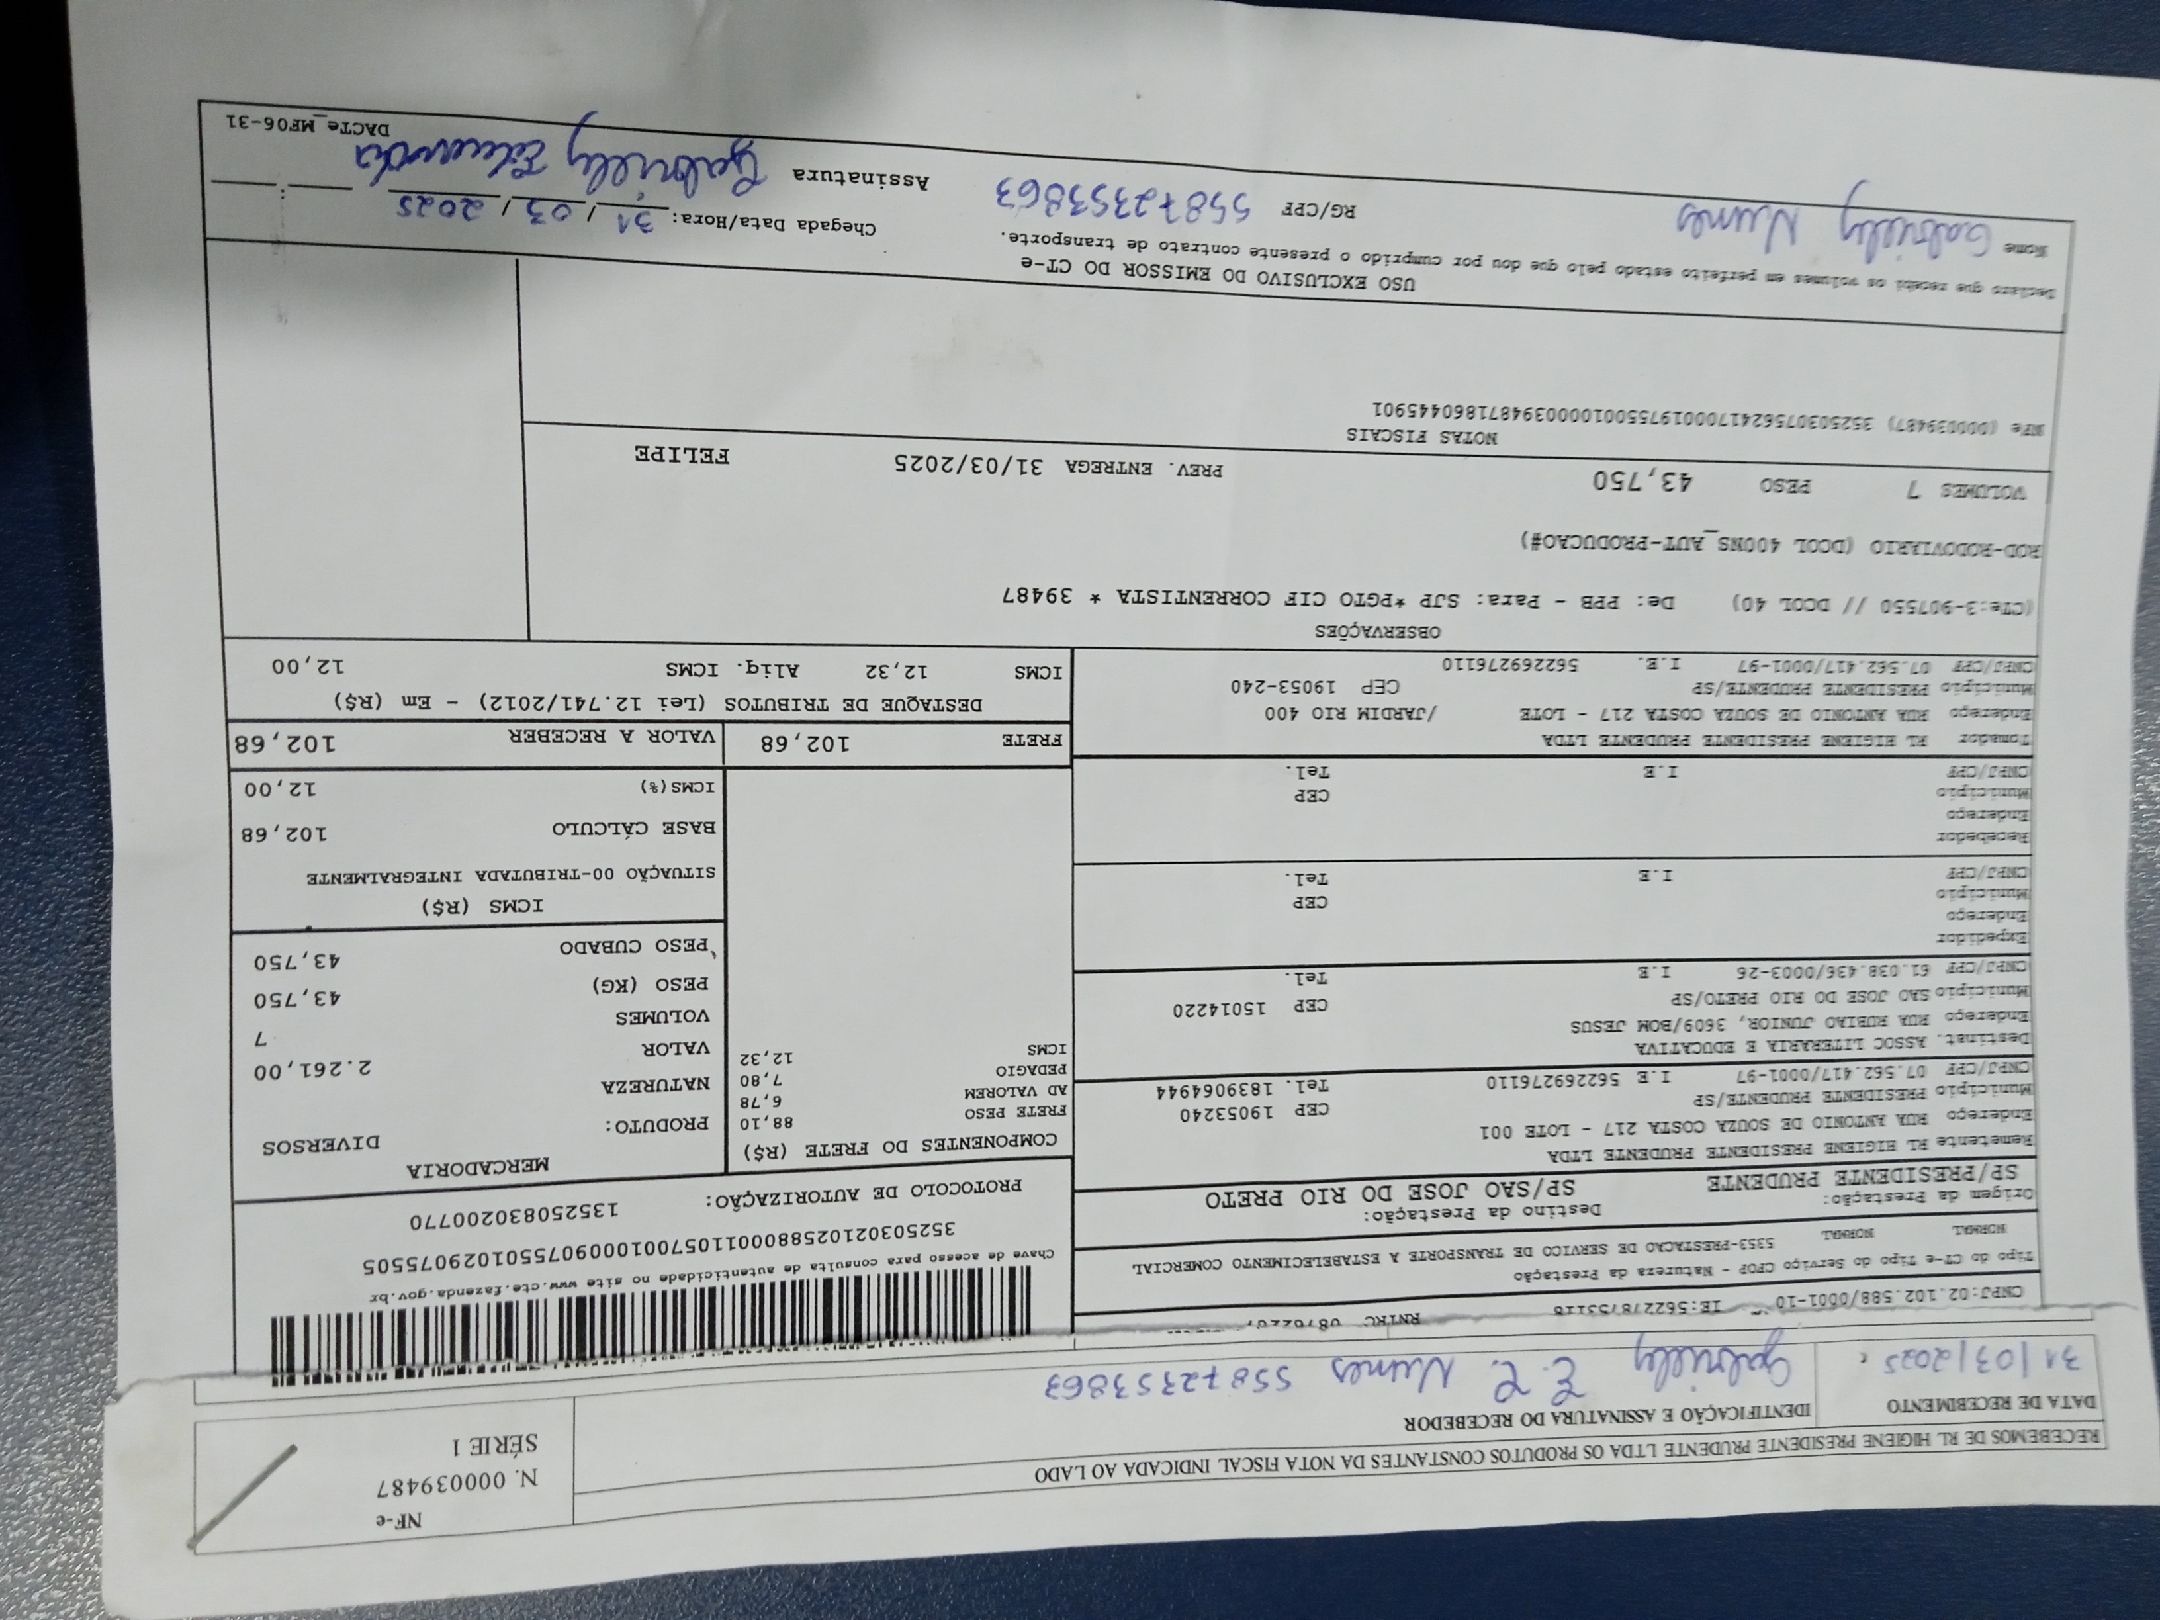 RECEBEMOS DE RL HIGIENE PRESIDENTE PRUDENTE LTDA OS PRODUTOS CONSTANTES DA NOTA FISCAL INDICADA AO LADO
DATA DE RECEBIMENTO
31/03/2025
IDENTIFICAÇÃO E ASSINATURA DO RECEBEDOR
Gabriely E. L. Nunes 55872353863
NF-e
N. 000039487
SÉRIE 1
CNPJ:02.102.588/0001-10 IE:562278753118 RNTRC
Tipo do CT-e Tipo do Serviço CFOP - Natureza da Prestação
NORMAL NORMAL 5353-PRESTACAO DE SERVICO DE TRANSPORTE A ESTABELECIMENTO COMERCIAL
Origem da Prestação: Destino da Prestação:
SP/PRESIDENTE PRUDENTE SP/SAO JOSE DO RIO PRETO
Chave de acesso para consulta de autenticidade no site www.cte.fazenda.gov.br
35250302102588000110570010009075501029075505
PROTOCOLO DE AUTORIZAÇÃO: 135250830200770
Remetente RL HIGIENE PRESIDENTE PRUDENTE LTDA
Endereço RUA ANTONIO DE SOUZA COSTA 217 - LOTE 001
Município PRESIDENTE PRUDENTE/SP CEP 19053240
CNPJ/CPF 07.562.417/0001-97 I.E 562269276110 Tel. 1839064944
Destinat. ASSOC LITERARIA E EDUCATIVA
Endereço RUA RUBIAO JUNIOR, 3609/BOM JESUS
Município SAO JOSE DO RIO PRETO/SP CEP 15014220
CNPJ/CPF 61.038.436/0003-26 I.E Tel.
Expedidor
Endereço
Município CEP
CNPJ/CPF I.E Tel.
Recebedor
Endereço
Município CEP
CNPJ/CPF I.E Tel.
Tomador RL HIGIENE PRESIDENTE PRUDENTE LTDA
Endereço RUA ANTONIO DE SOUZA COSTA 217 - LOTE /JARDIM RIO 400
Município PRESIDENTE PRUDENTE/SP CEP 19053-240
CNPJ/CPF 07.562.417/0001-97 I.E. 562269276110
COMPONENTES DO FRETE (R$)
FRETE PESO 88,10
AD VALOREM 6,78
PEDAGIO 7,80
ICMS 12,32
MERCADORIA
PRODUTO: DIVERSOS
NATUREZA
VALOR 2.261,00
VOLUMES 7
PESO (KG) 43,750
PESO CUBADO 43,750
ICMS (R$)
SITUAÇÃO 00-TRIBUTADA INTEGRALMENTE
BASE CÁLCULO 102,68
ICMS(%) 12,00
FRETE 102,68 VALOR A RECEBER 102,68
DESTAQUE DE TRIBUTOS (Lei 12.741/2012) - Em (R$)
ICMS 12,32 Aliq. ICMS 12,00
OBSERVAÇÕES
(CTe:3-907550 // DCOL 40) De: PPB - Para: SJP *PGTO CIF CORRENTISTA * 39487
ROD-RODOVIARIO (DCOL 400NS_AUT-PRODUCAO#)
VOLUMES 7 PESO 43,750 PREV. ENTREGA 31/03/2025 FELIPE
NOTAS FISCAIS
NFe (000039487) 35250307562417000197550010000394871860445901
USO EXCLUSIVO DO EMISSOR DO CT-e
Declaro que recebi os volumes em perfeito estado pelo que dou por cumprido o presente contrato de transporte.
Nome Gabriely Nunes RG/CPF 55872353863
Chegada Data/Hora: 31/03/2025 :
Assinatura Gabriely Eduarda
DACTe_MF06-31